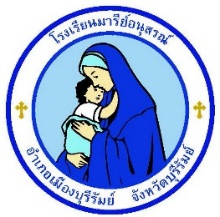 โรงเรียนมารีย์อนุสรณ์
อำเภอเมืองบุรีรัมย์ จังหวัดบุรีรัมย์